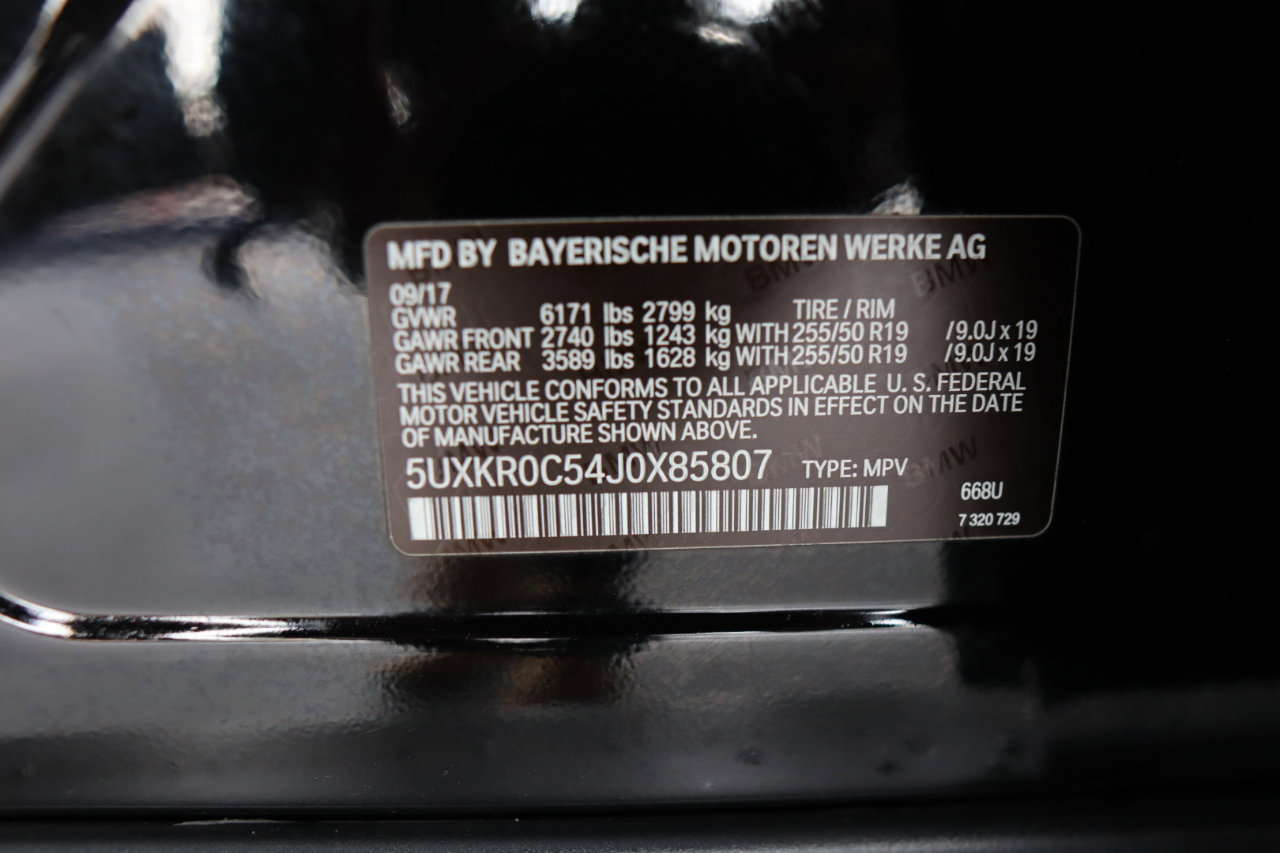 MFD BY BAYERISCHE MOTOREN WERKE AG
09/17
GVWR 6171 lbs 2799 kg TIRE / RIM
GAWR FRONT 2740 lbs 1243 kg WITH 255/50 R19 /9.0J x 19
GAWR REAR 3589 lbs 1628 kg WITH 255/50 R19 /9.0J x 19
THIS VEHICLE CONFORMS TO ALL APPLICABLE U. S. FEDERAL
MOTOR VEHICLE SAFETY STANDARDS IN EFFECT ON THE DATE
OF MANUFACTURE SHOWN ABOVE.
5UXKR0C54J0X85807 TYPE: MPV
668U
7 320 729